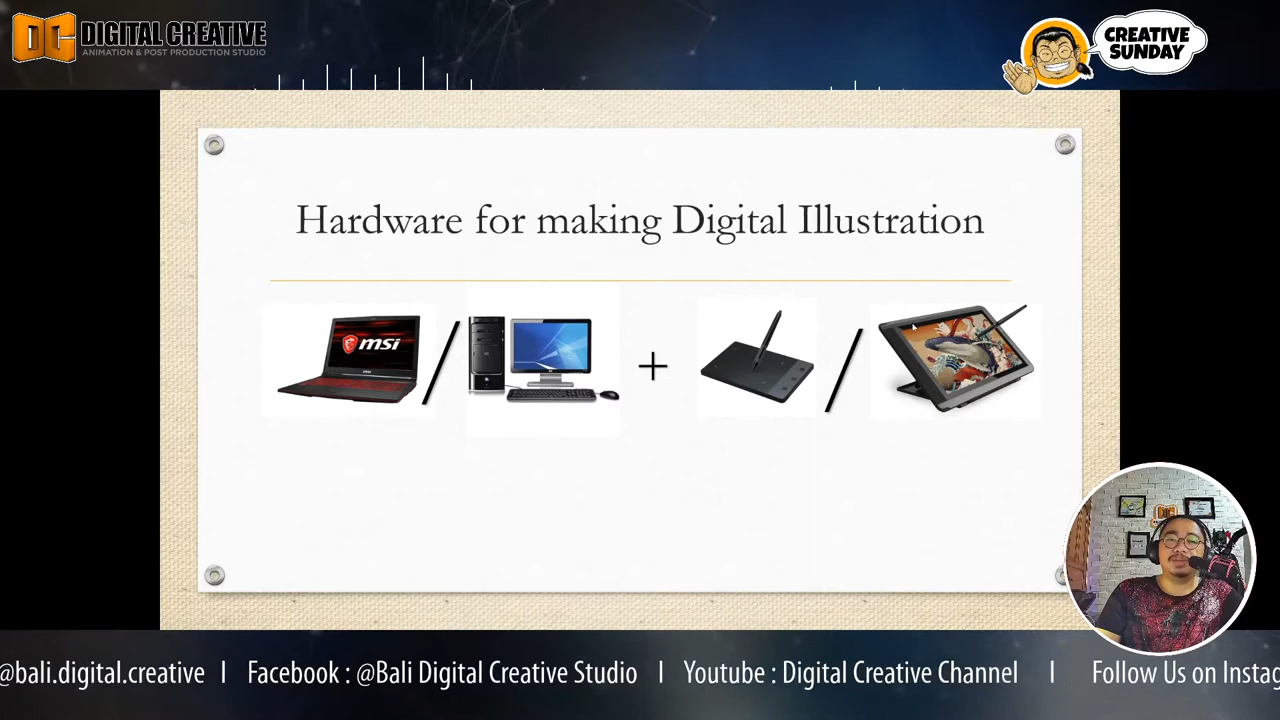 DIGITAL CREATIVE
ANIMATION & POST PRODUCTION STUDIO
CREATIVE
SUNDAY
Hardware for making Digital Illustration
msi
/
+
/
@bali.digital.creative I Facebook : @Bali Digital Creative Studio I Youtube : Digital Creative Channel I Follow Us on Instag